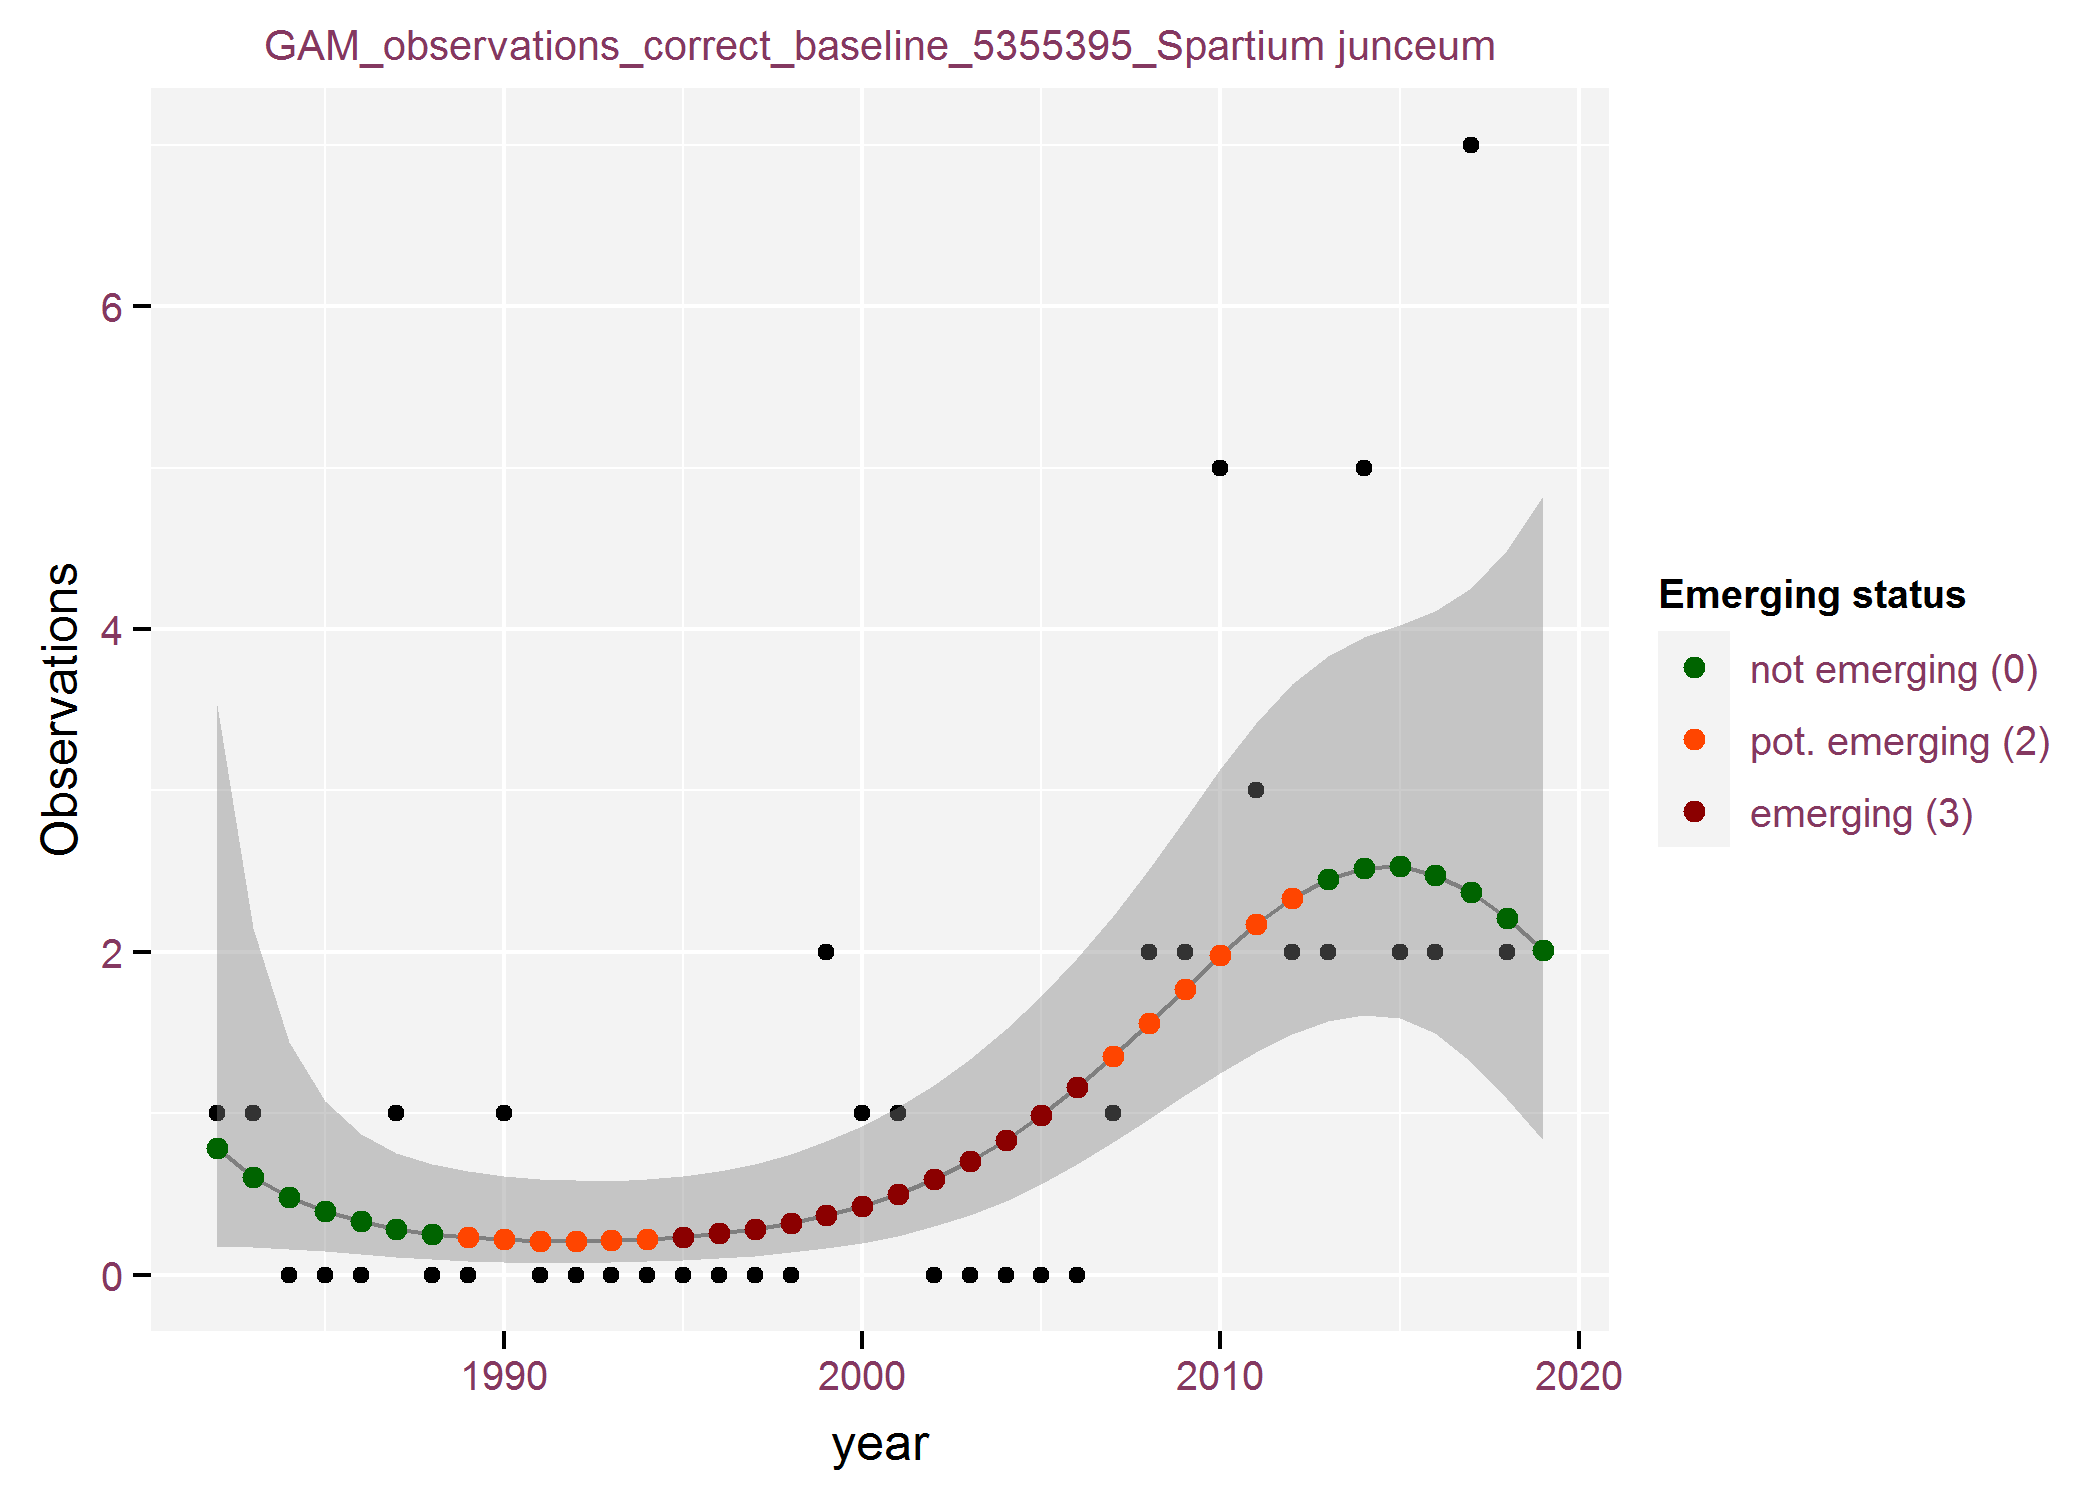 GAM_observations_correct_baseline_5355395_Spartium junceum
Observations
6
4
2
0
1990
2000
2010
2020
year
Emerging status
not emerging (0)
pot. emerging (2)
emerging (3)